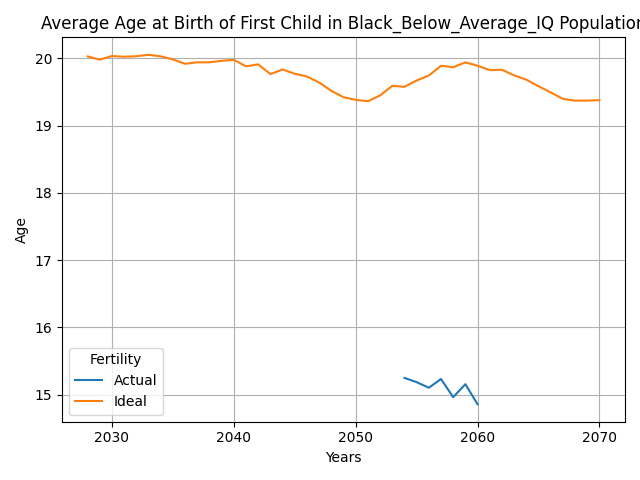 Average Age at Birth of First Child in Black_Below_Average_IQ Population
20
19
18
17
16
15
Age
Fertility
Actual
Ideal
2030 2040 2050 2060 2070
Years